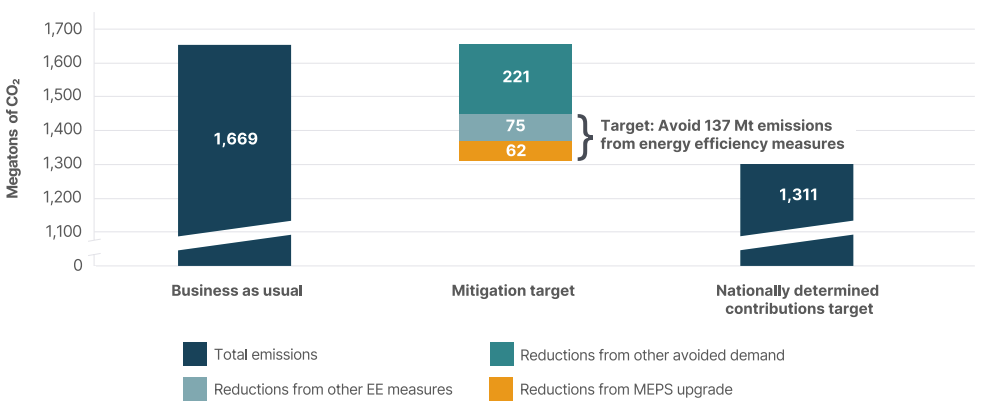 Megatons of CO₂
1,700
1,600
1,500
1,400
1,300
1,200
1,100
0
1,669
221
75
62
Target: Avoid 137 Mt emissions
from energy efficiency measures
1,311
Business as usual
Mitigation target
Nationally determined
contributions target
Total emissions
Reductions from other avoided demand
Reductions from other EE measures
Reductions from MEPS upgrade